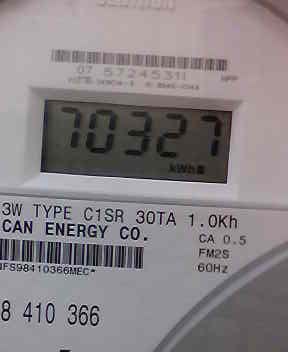 07 57245311
70327
kWh
3W TYPE C1SR 30TA 1.0Kh
CAN ENERGY CO.
CA 0.5
FM2S
60Hz
NFS98410366MEC*
8 410 366